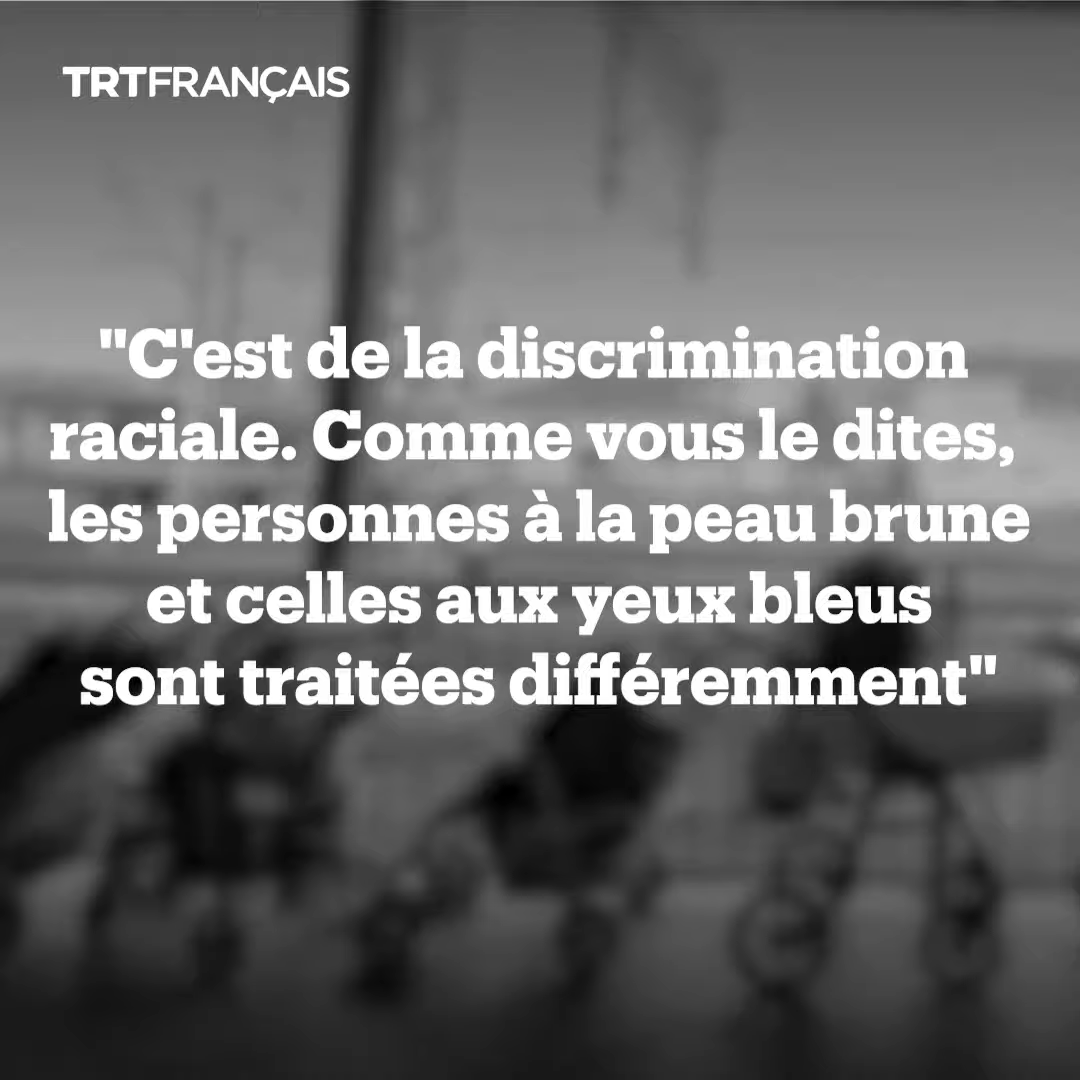 TRTFRANÇAIS
"C'est de la discrimination
raciale. Comme vous le dites,
les personnes à la peau brune
et celles aux yeux bleus
sont traitées différemment"